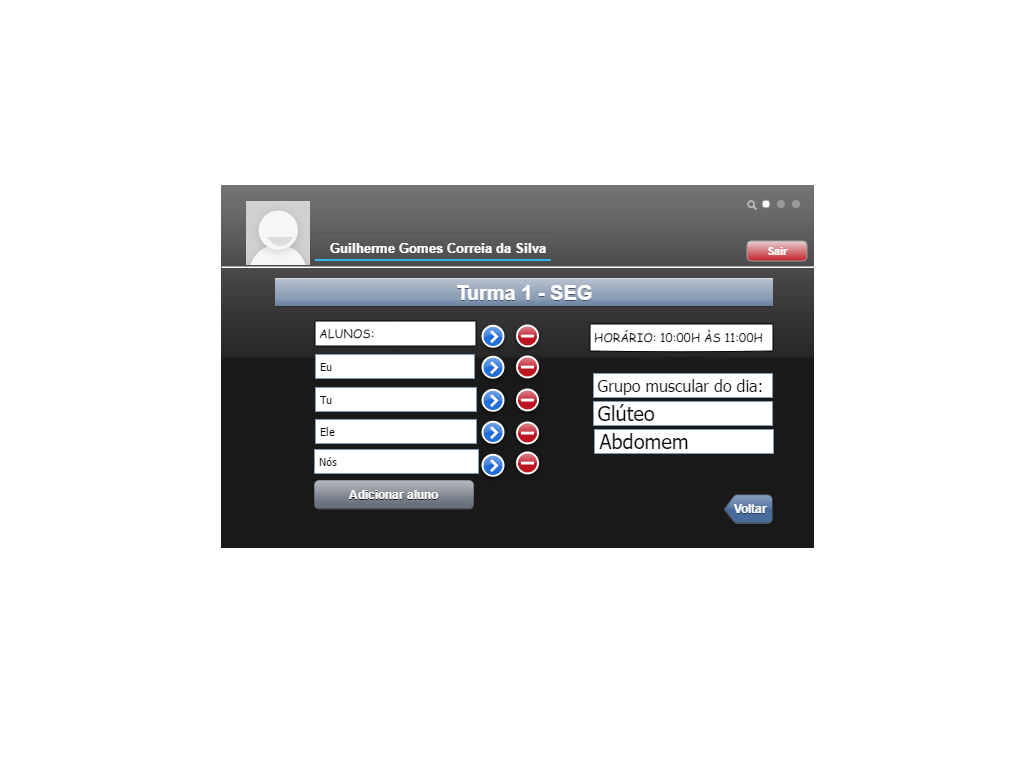 Guilherme Gomes Correia da Silva
Sair
Turma 1 - SEG
ALUNOS:
Eu
Tu
Ele
Nós
Adicionar aluno
HORÁRIO: 10:00H ÀS 11:00H
Grupo muscular do dia:
Glúteo
Abdomem
Voltar